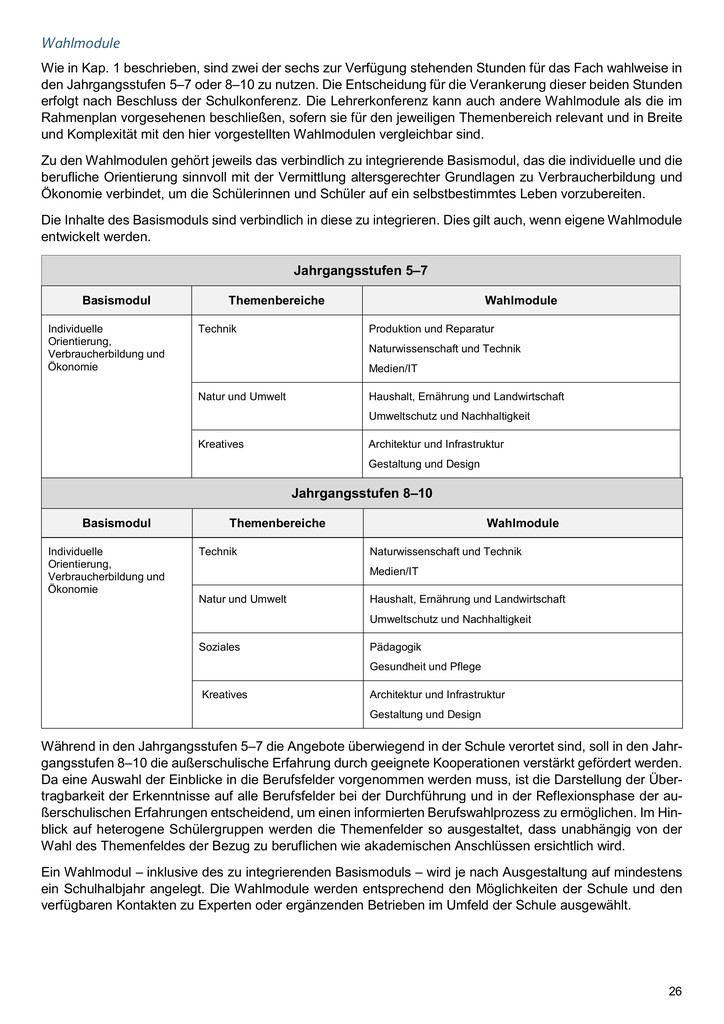 Wahlmodule
Wie in Kap. 1 beschrieben, sind zwei der sechs zur Verfügung stehenden Stunden für das Fach wahlweise in
den Jahrgangsstufen 5–7 oder 8–10 zu nutzen. Die Entscheidung für die Verankerung dieser beiden Stunden
erfolgt nach Beschluss der Schulkonferenz. Die Lehrerkonferenz kann auch andere Wahlmodule als die im
Rahmenplan vorgesehenen beschließen, sofern sie für den jeweiligen Themenbereich relevant und in Breite
und Komplexität mit den hier vorgestellten Wahlmodulen vergleichbar sind.
Zu den Wahlmodulen gehört jeweils das verbindlich zu integrierende Basismodul, das die individuelle und die
berufliche Orientierung sinnvoll mit der Vermittlung altersgerechter Grundlagen zu Verbraucherbildung und
Ökonomie verbindet, um die Schülerinnen und Schüler auf ein selbstbestimmtes Leben vorzubereiten.
Die Inhalte des Basismoduls sind verbindlich in diese zu integrieren. Dies gilt auch, wenn eigene Wahlmodule
entwickelt werden.
Jahrgangsstufen 5–7
Basismodul Themenbereiche Wahlmodule
Individuelle
Orientierung,
Verbraucherbildung und
Ökonomie
Technik
Produktion und Reparatur
Naturwissenschaft und Technik
Medien/IT
Natur und Umwelt
Haushalt, Ernährung und Landwirtschaft
Umweltschutz und Nachhaltigkeit
Kreatives
Architektur und Infrastruktur
Gestaltung und Design
Jahrgangsstufen 8–10
Basismodul Themenbereiche Wahlmodule
Individuelle
Orientierung,
Verbraucherbildung und
Ökonomie
Technik
Naturwissenschaft und Technik
Medien/IT
Natur und Umwelt
Haushalt, Ernährung und Landwirtschaft
Umweltschutz und Nachhaltigkeit
Soziales
Pädagogik
Gesundheit und Pflege
Kreatives
Architektur und Infrastruktur
Gestaltung und Design
Während in den Jahrgangsstufen 5–7 die Angebote überwiegend in der Schule verortet sind, soll in den Jahr-
gangsstufen 8–10 die außerschulische Erfahrung durch geeignete Kooperationen verstärkt gefördert werden.
Da eine Auswahl der Einblicke in die Berufsfelder vorgenommen werden muss, ist die Darstellung der Über-
tragbarkeit der Erkenntnisse auf alle Berufsfelder bei der Durchführung und in der Reflexionsphase der au-
ßerschulischen Erfahrungen entscheidend, um einen informierten Berufswahlprozess zu ermöglichen. Im Hin-
blick auf heterogene Schülergruppen werden die Themenfelder so ausgestaltet, dass unabhängig von der
Wahl des Themenfeldes der Bezug zu beruflichen wie akademischen Anschlüssen ersichtlich wird.
Ein Wahlmodul – inklusive des zu integrierenden Basismoduls – wird je nach Ausgestaltung auf mindestens
ein Schulhalbjahr angelegt. Die Wahlmodule werden entsprechend den Möglichkeiten der Schule und den
verfügbaren Kontakten zu Experten oder ergänzenden Betrieben im Umfeld der Schule ausgewählt.
26